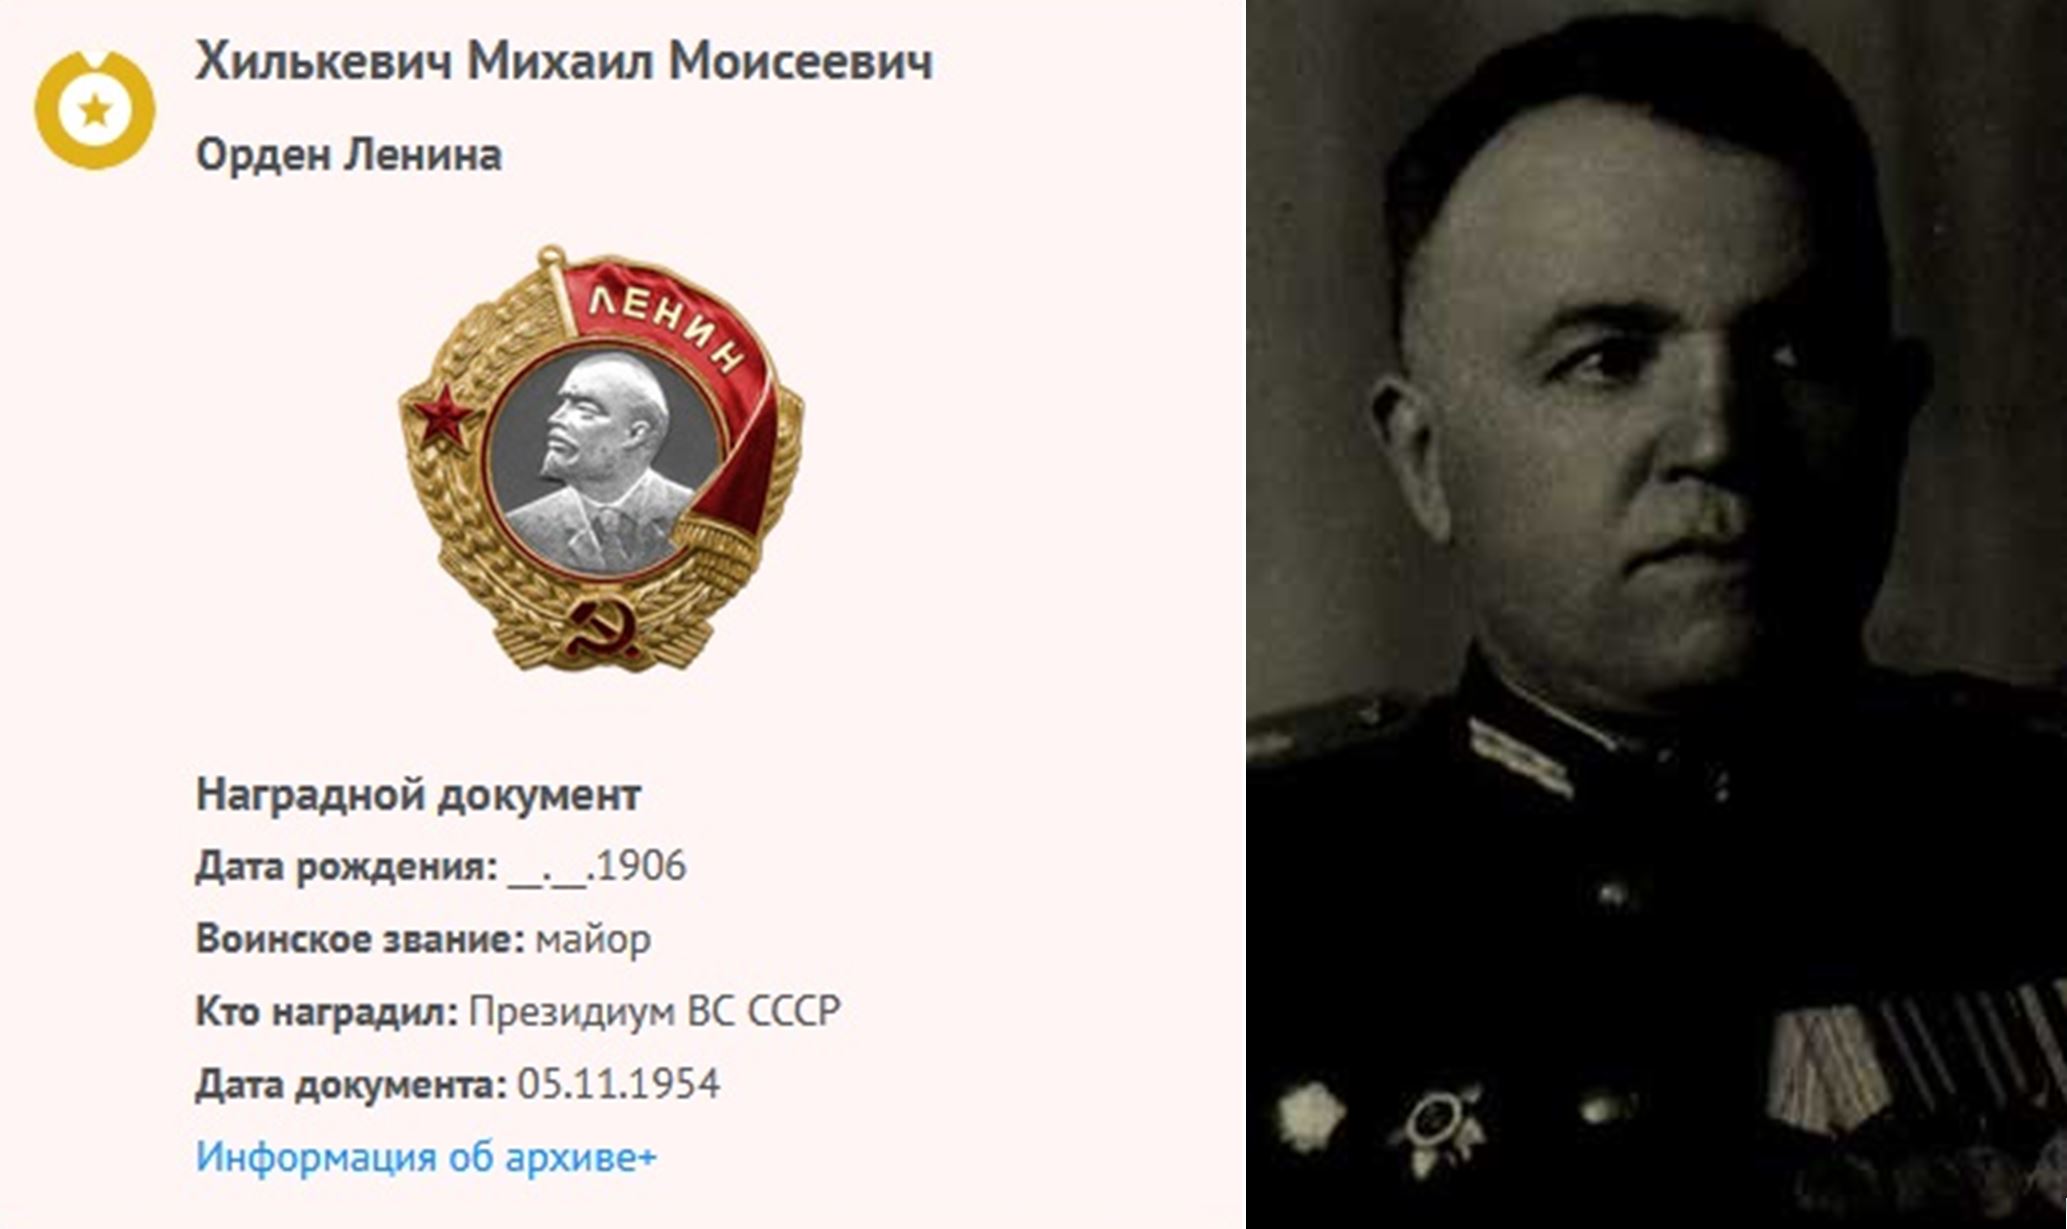 Хилькевич Михаил Моисеевич
Орден Ленина
ЛЕНИН
Наградной документ
Дата рождения: __.__.1906
Воинское звание: майор
Кто наградил: Президиум ВС СССР
Дата документа: 05.11.1954
Информация об архиве+